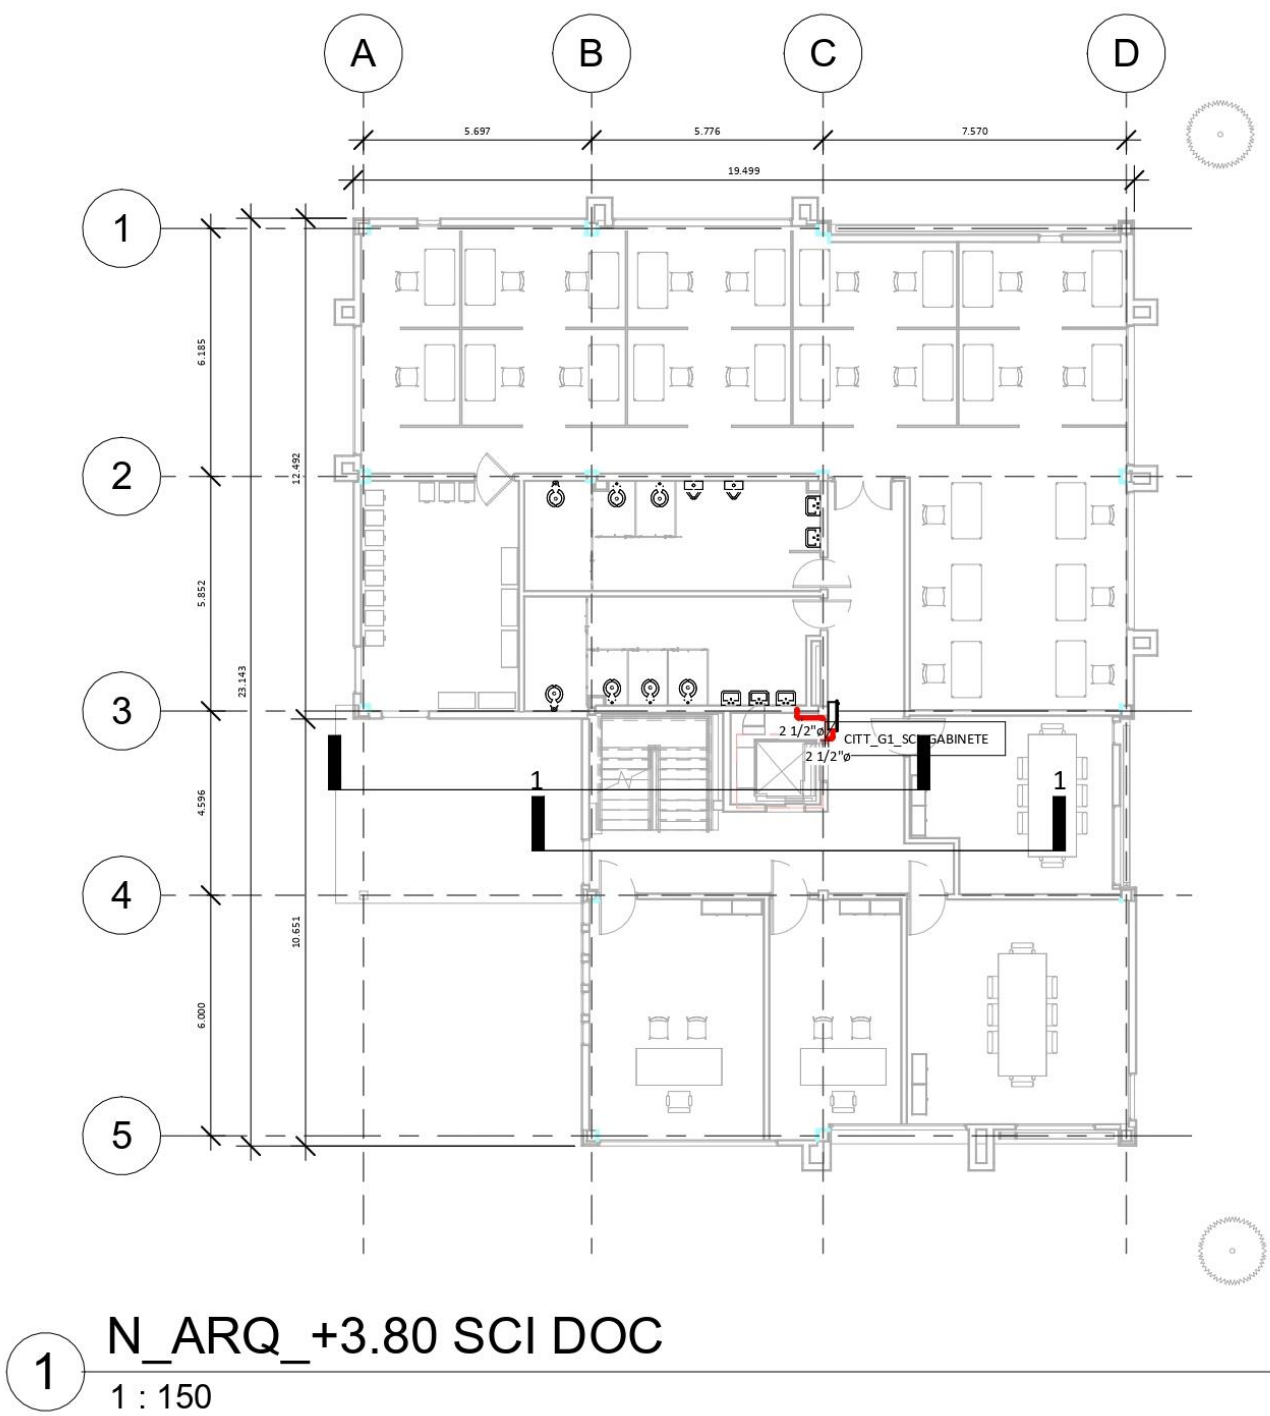 A B C D
5.697 5.776 7.570
19.499
1
6.185
2
12.492
5.852
23.143
3
2 1/2"ø
CITT_G1_SCI_GABINETE
2 1/2"ø
1
4.596
4
10.651
6.000
5
N_ARQ_+3.80 SCI DOC
1
1 : 150